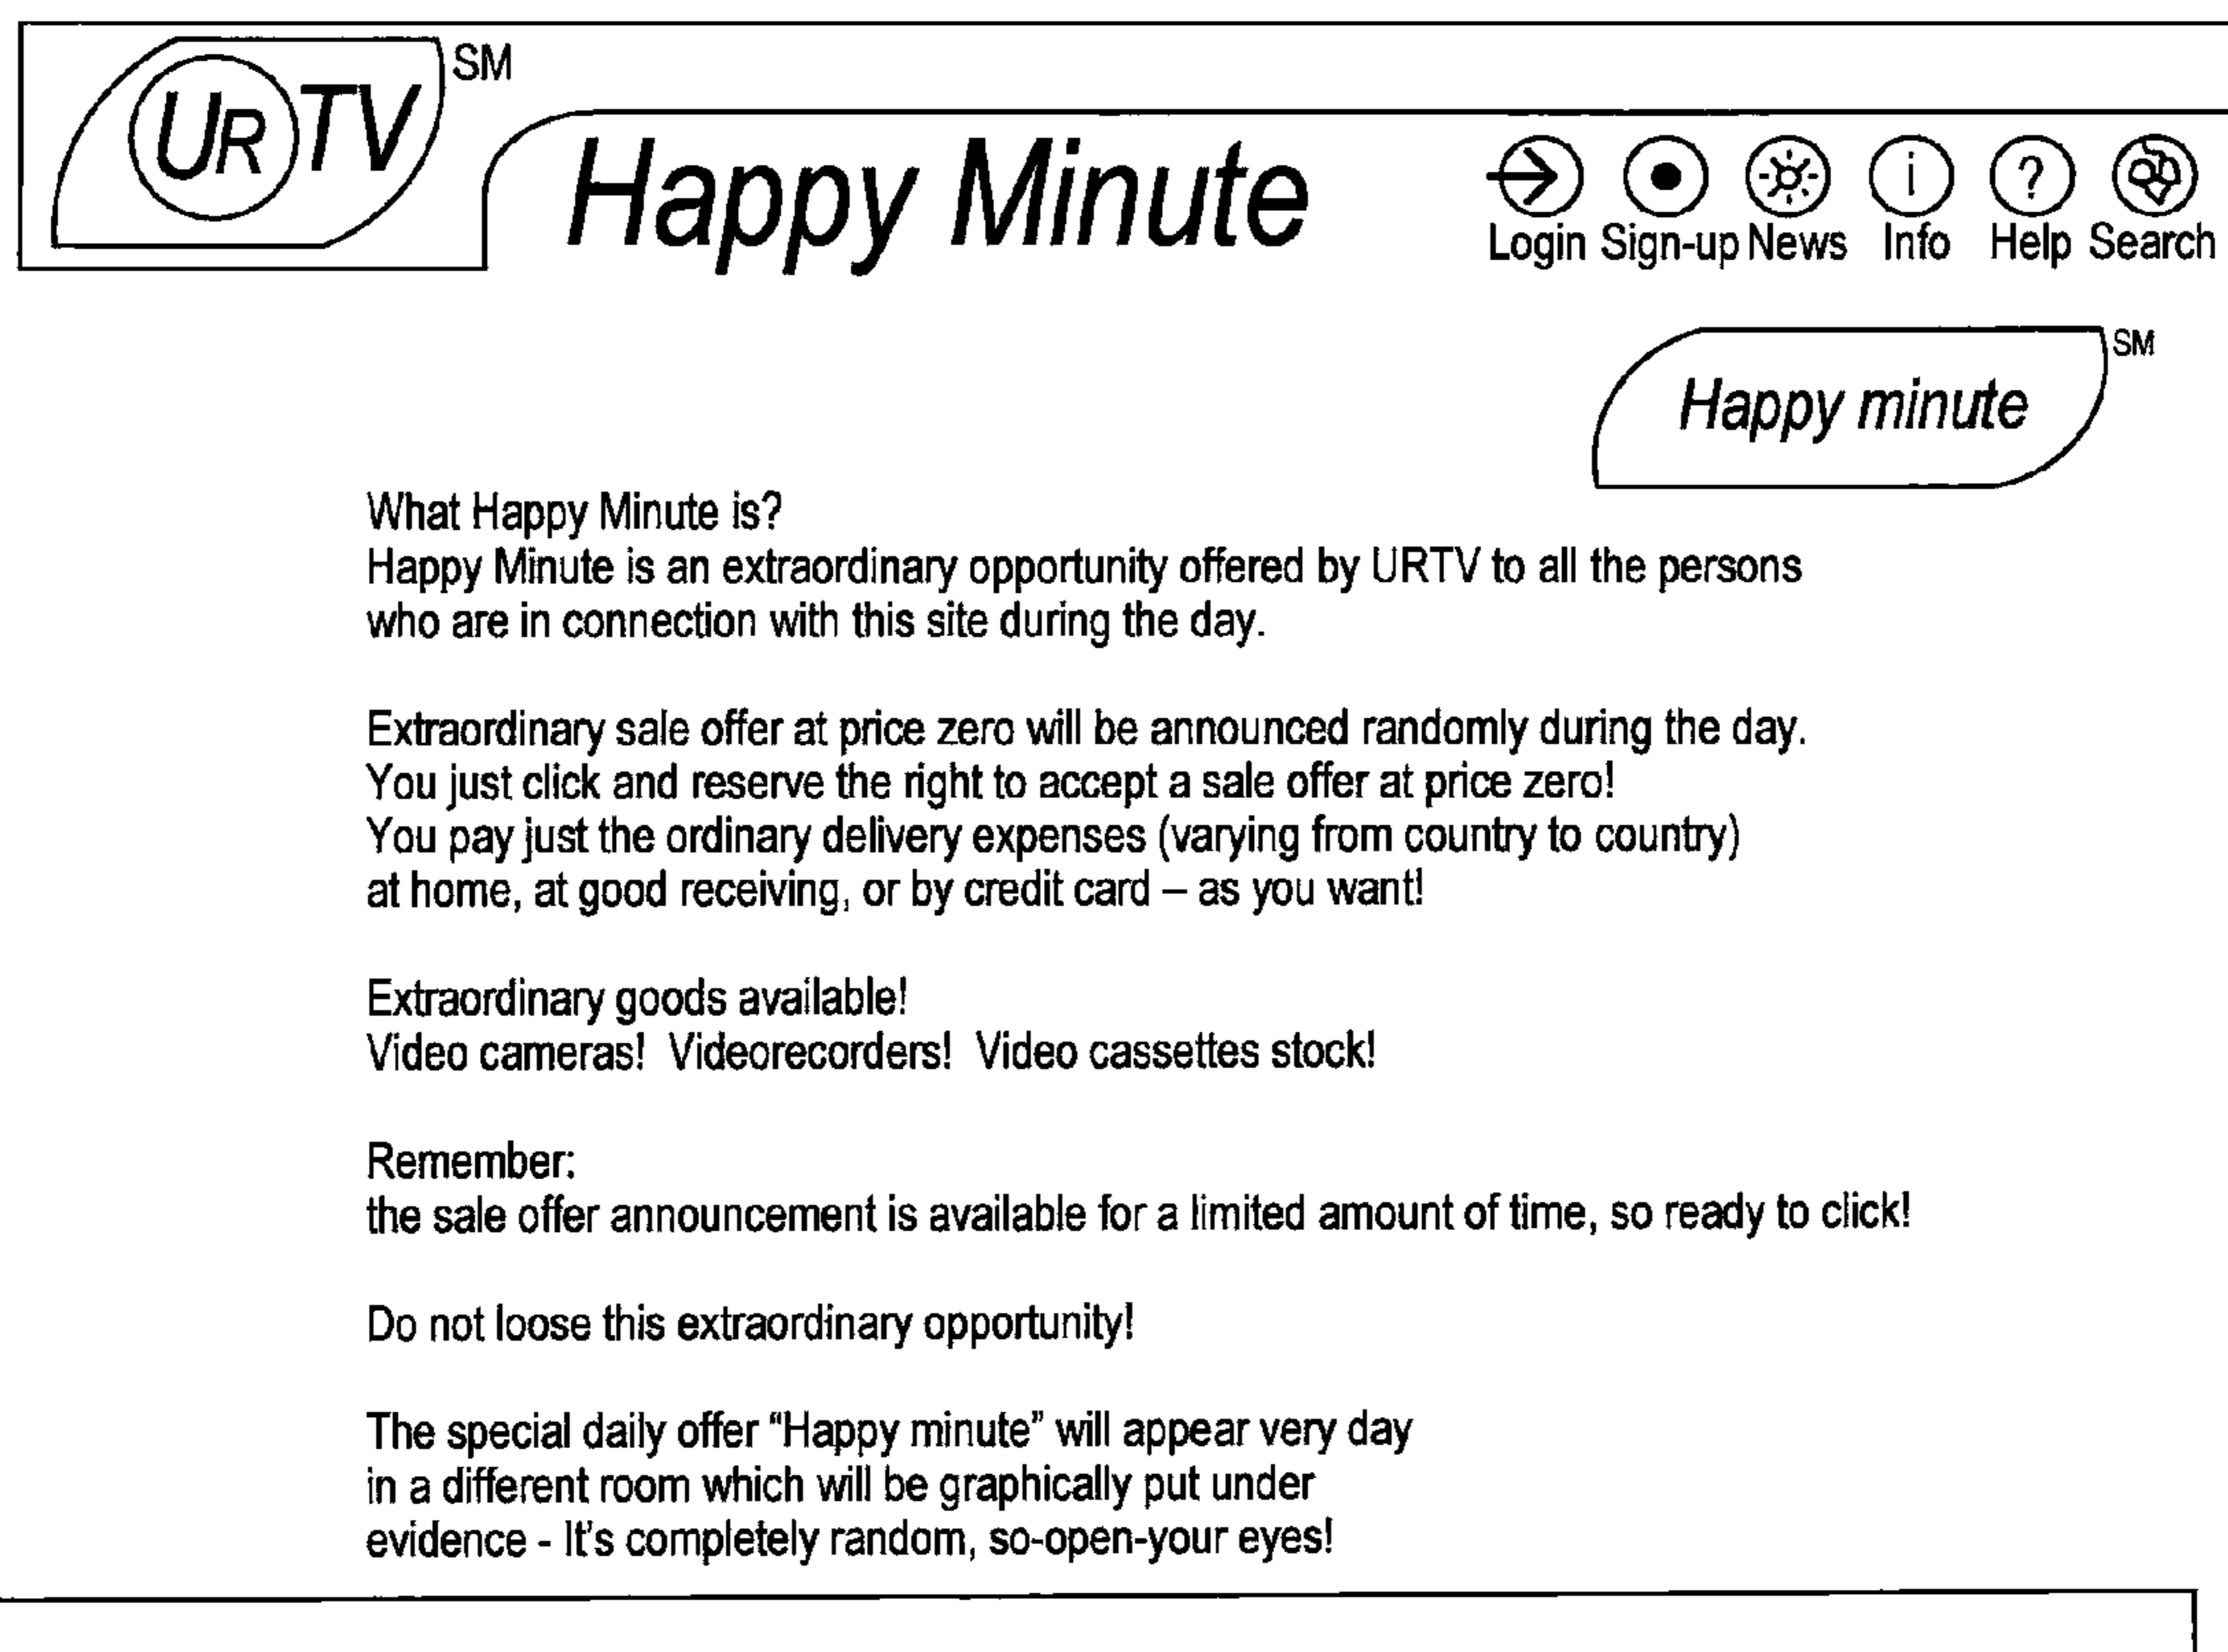 URTV SM
Happy Minute
Login Sign-up News Info Help Search
Happy minute SM
What Happy Minute is?
Happy Minute is an extraordinary opportunity offered by URTV to all the persons
who are in connection with this site during the day.
Extraordinary sale offer at price zero will be announced randomly during the day.
You just click and reserve the right to accept a sale offer at price zero!
You pay just the ordinary delivery expenses (varying from country to country)
at home, at good receiving, or by credit card – as you want!
Extraordinary goods available!
Video cameras! Videorecorders! Video cassettes stock!
Remember:
the sale offer announcement is available for a limited amount of time, so ready to click!
Do not loose this extraordinary opportunity!
The special daily offer “Happy minute” will appear very day
in a different room which will be graphically put under
evidence - It's completely random, so-open-your eyes!